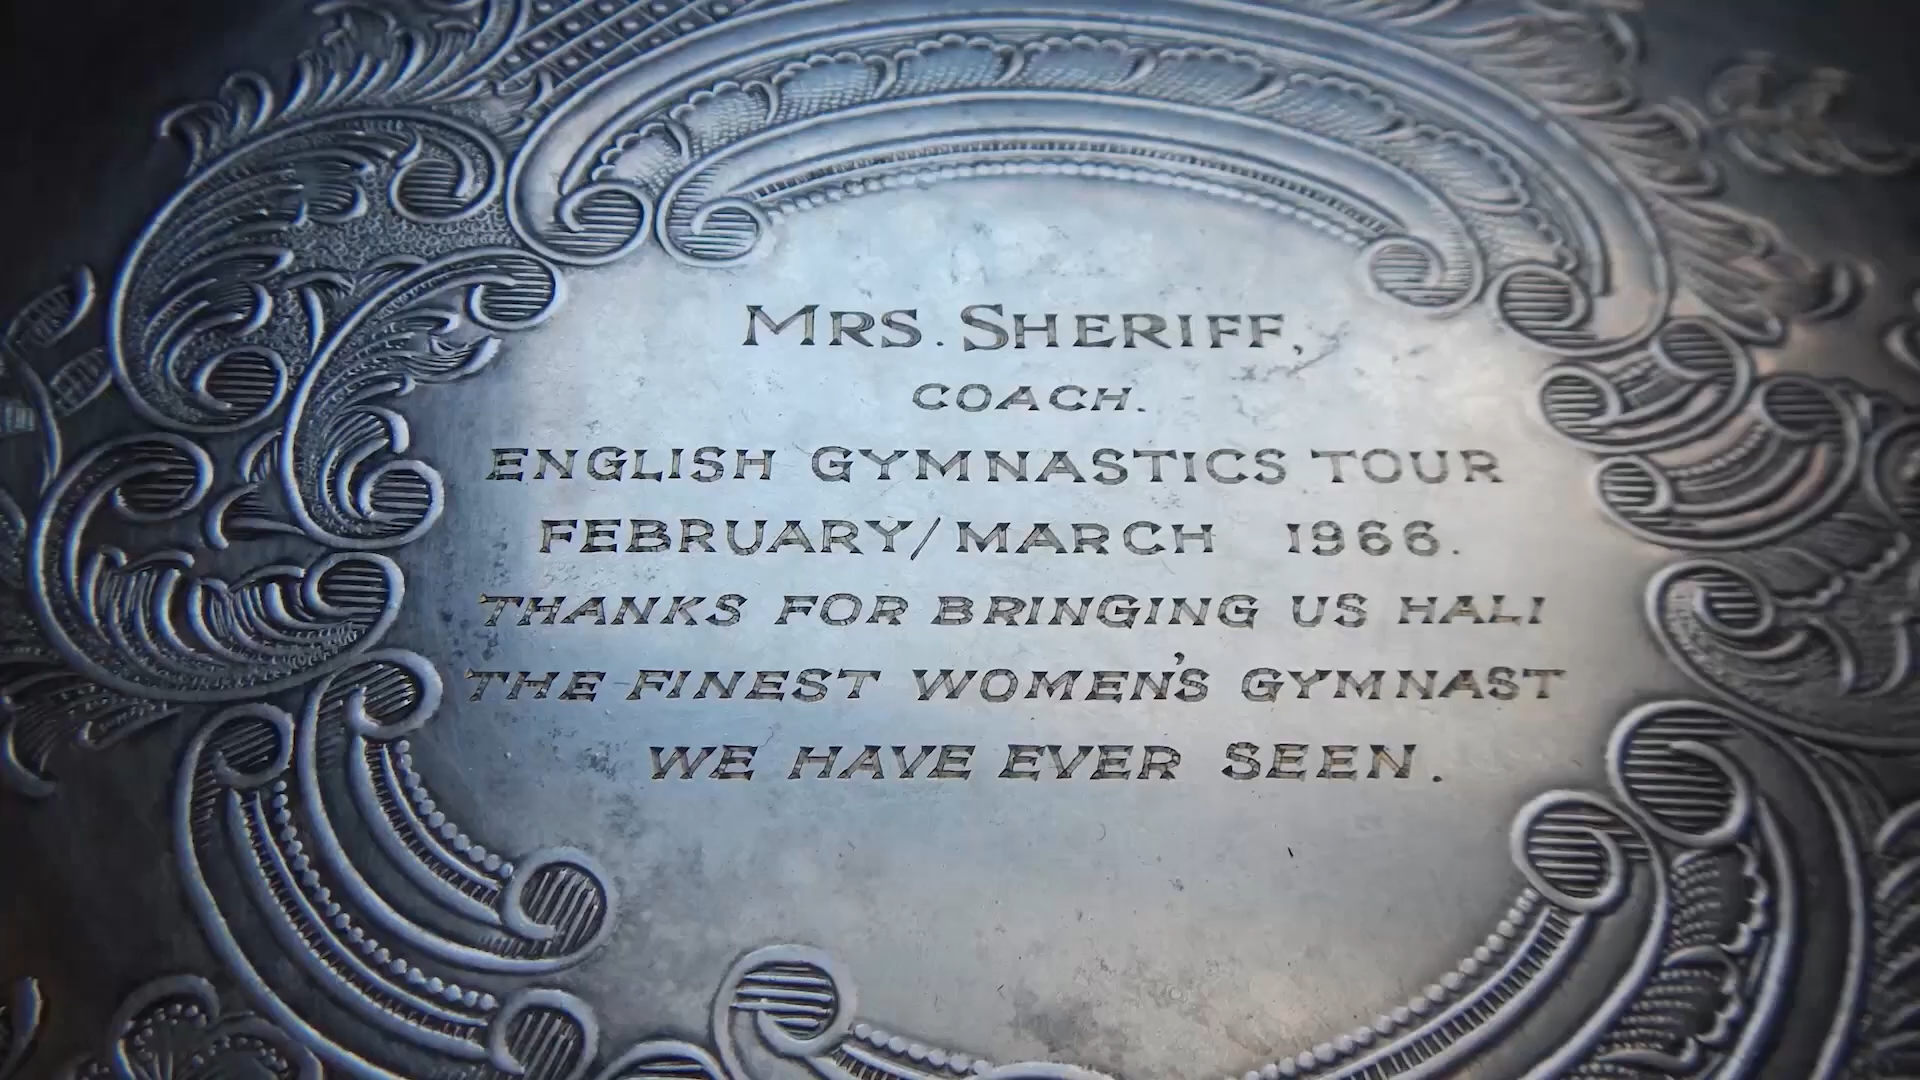 MRS. SHERIFF,
COACH.
ENGLISH GYMNASTICS TOUR
FEBRUARY/MARCH 1966.
THANKS FOR BRINGING US HALI
THE FINEST WOMEN'S GYMNAST
WE HAVE EVER SEEN.